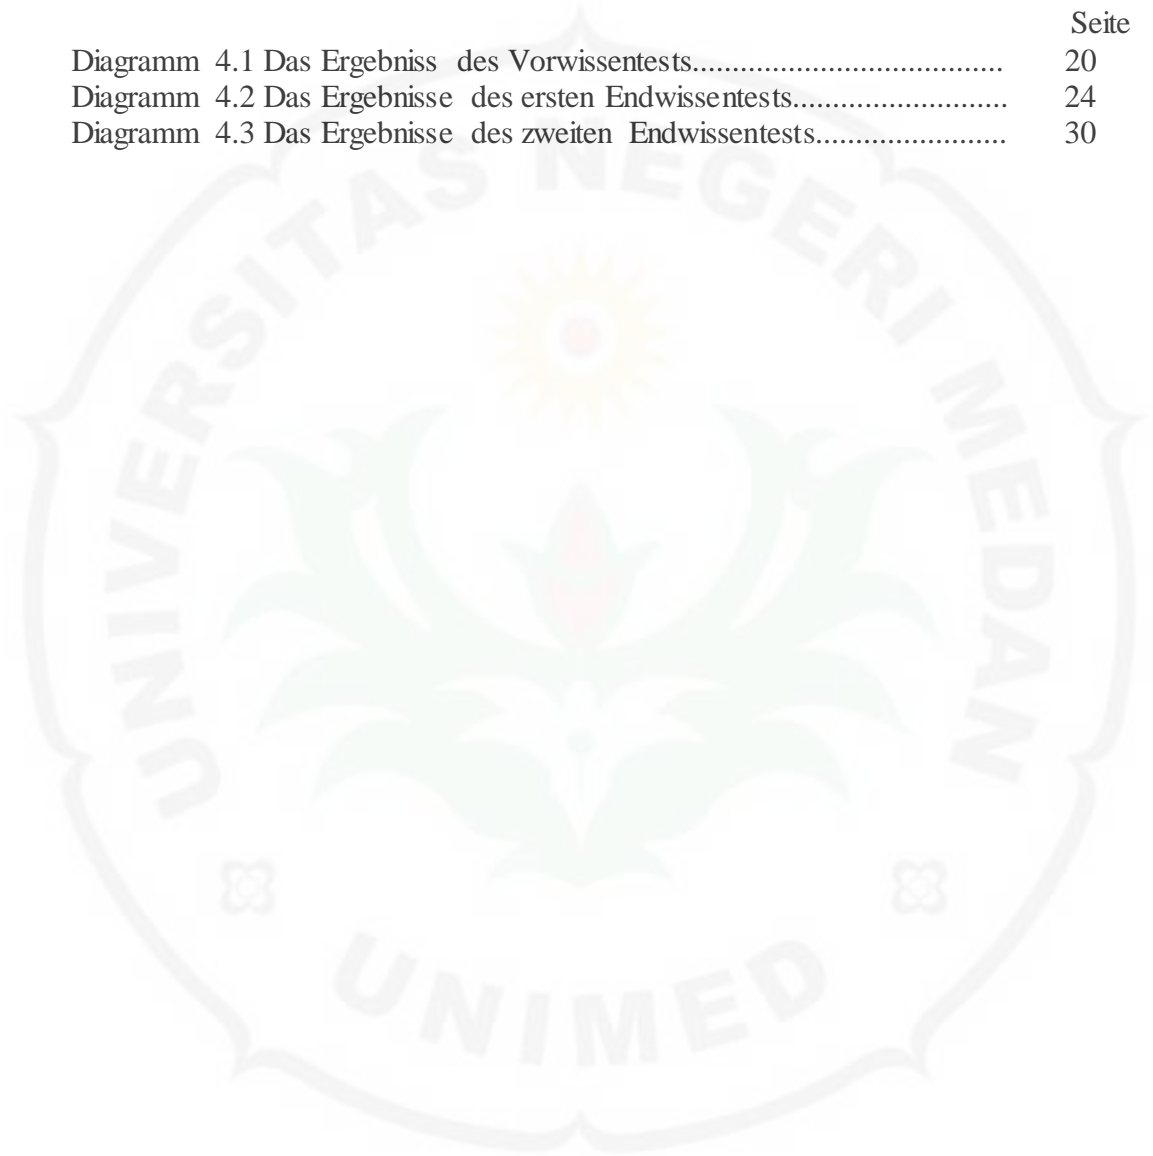 Seite
Diagramm 4.1 Das Ergebniss des Vorwissentests....................................... 20
Diagramm 4.2 Das Ergebnisse des ersten Endwissentests........................... 24
Diagramm 4.3 Das Ergebnisse des zweiten Endwissentests........................ 30
UNIVERSITAS NEGERI MEDAN
UNIMED